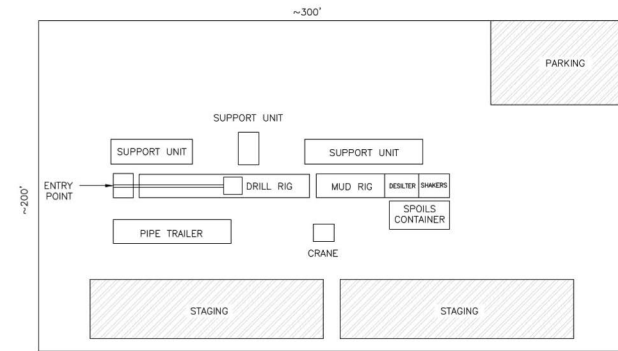 ~300'
PARKING
SUPPORT UNIT
SUPPORT UNIT
SUPPORT UNIT
ENTRY
POINT
DRILL RIG
MUD RIG
DESILTER
SHAKERS
~200'
SPOILS
CONTAINER
PIPE TRAILER
CRANE
STAGING
STAGING